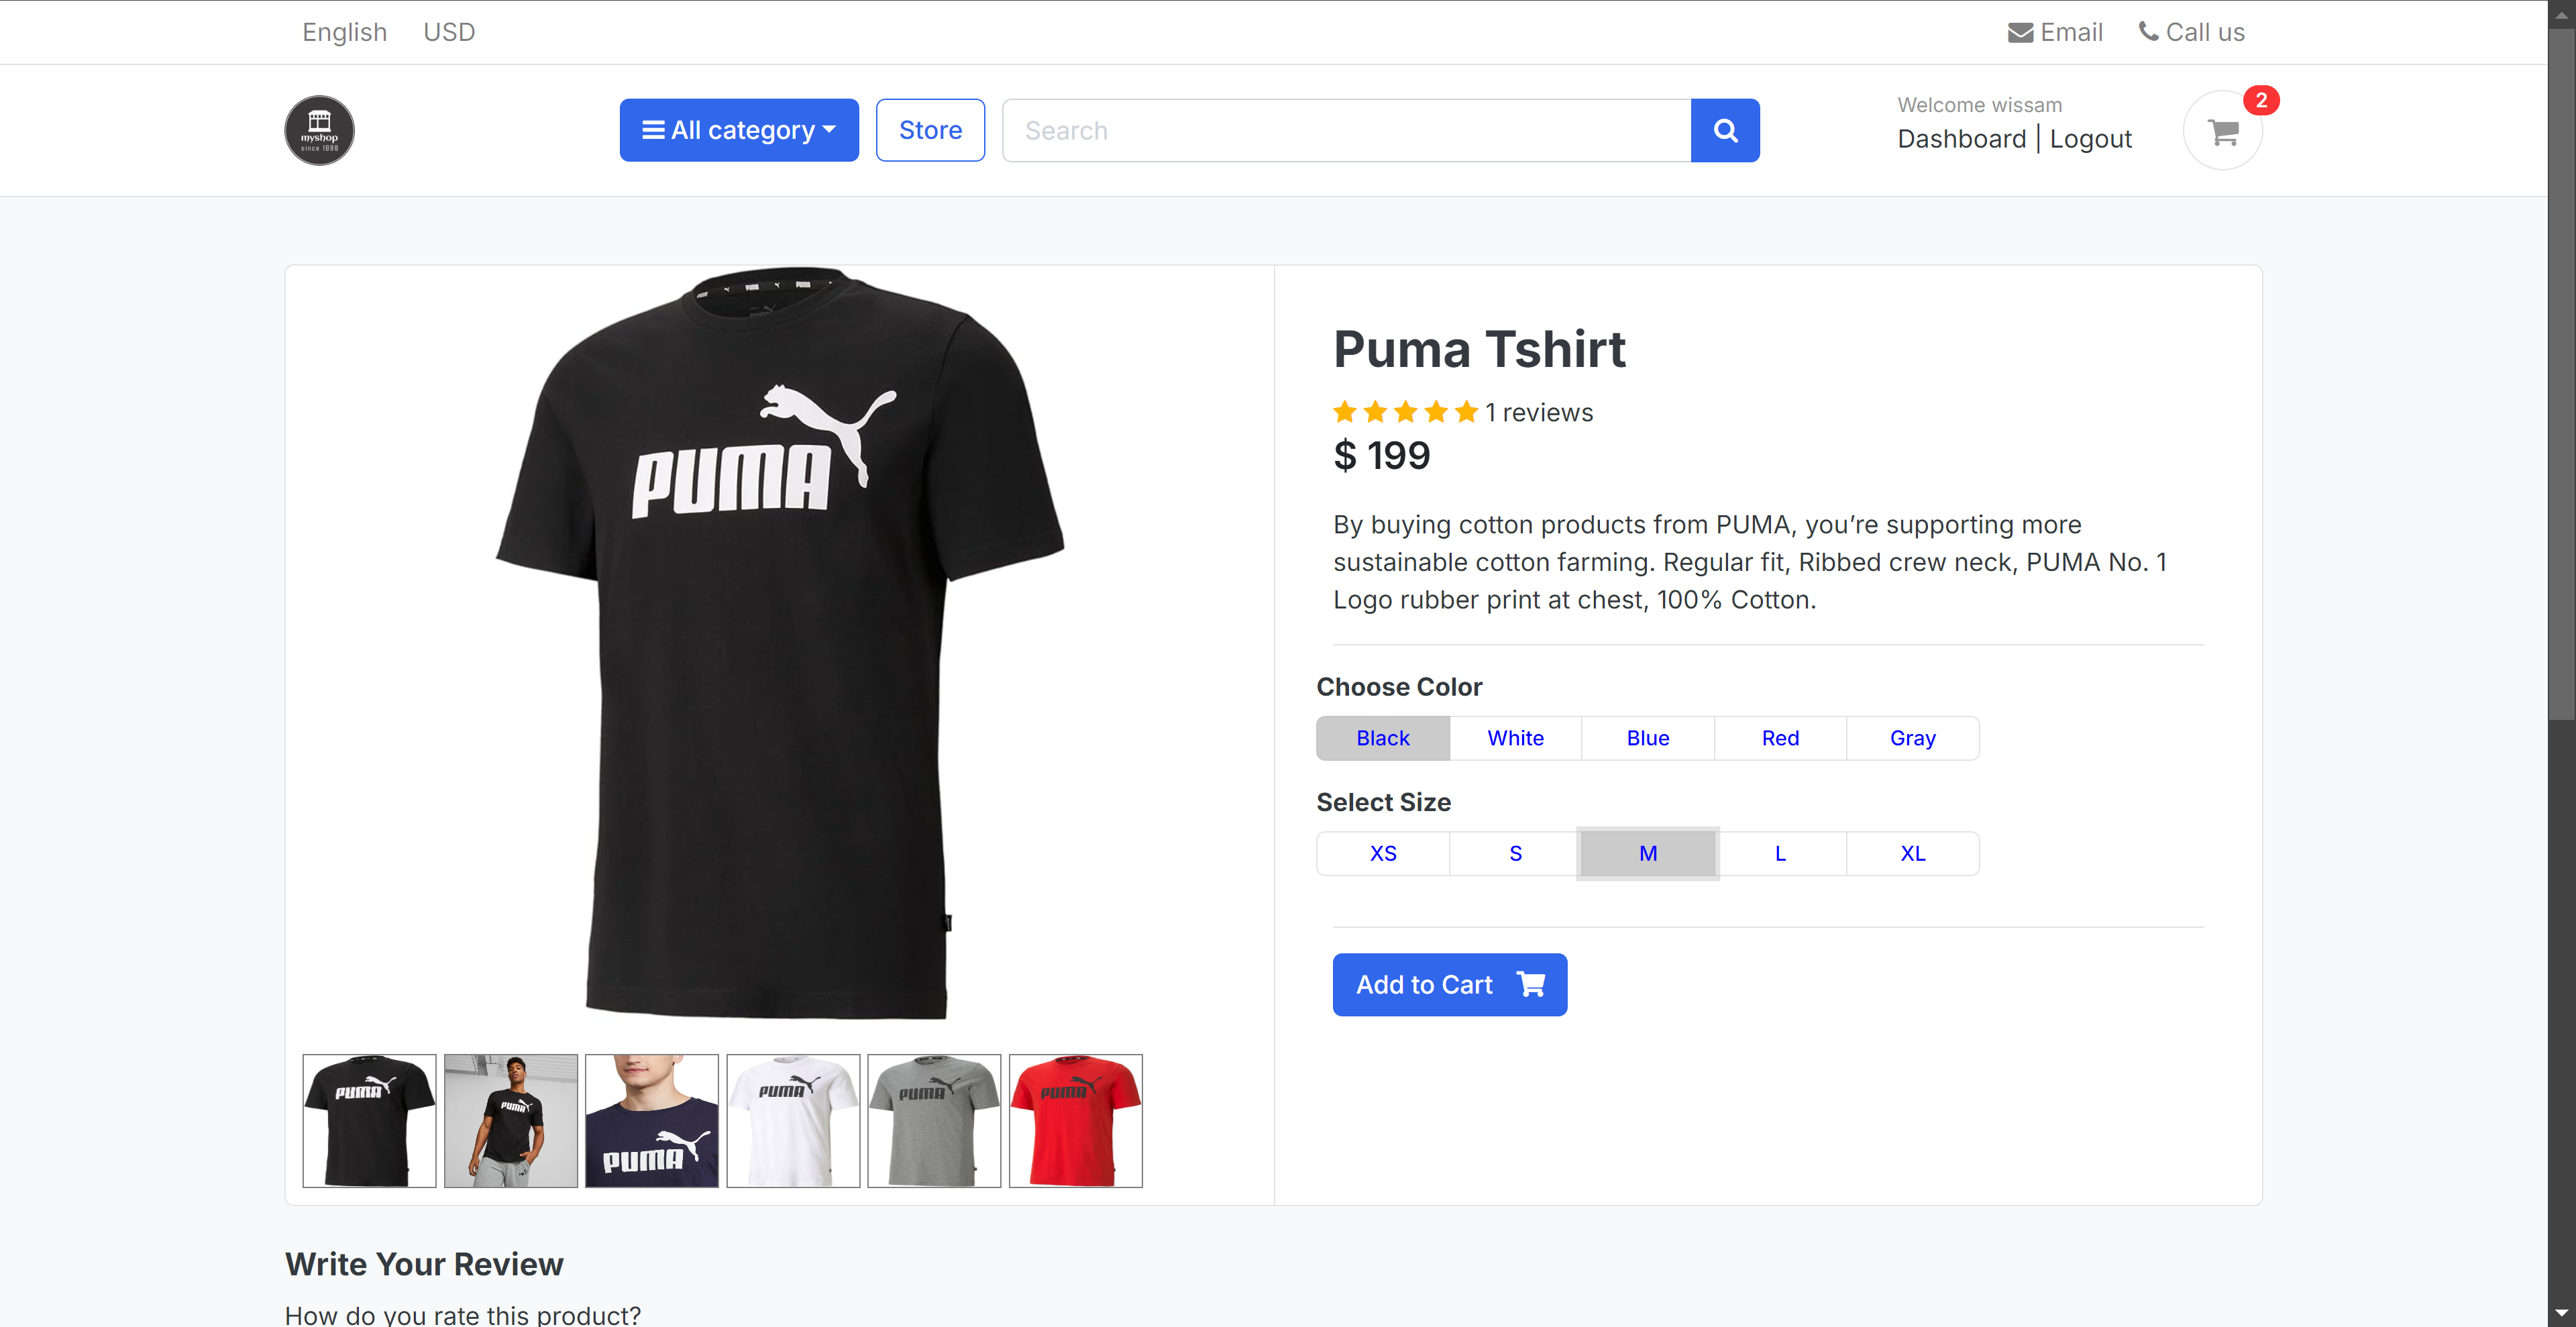 English USD Email Call us
myshop
since 1998
All category Store Search
Welcome wissam
Dashboard | Logout
2
PUMA
Puma Tshirt
1 reviews
$ 199
By buying cotton products from PUMA, you’re supporting more
sustainable cotton farming. Regular fit, Ribbed crew neck, PUMA No. 1
Logo rubber print at chest, 100% Cotton.
Choose Color
Black White Blue Red Gray
Select Size
XS S M L XL
Add to Cart
PUMA PUMA PUMA PUMA PUMA PUMA
Write Your Review
How do you rate this product?